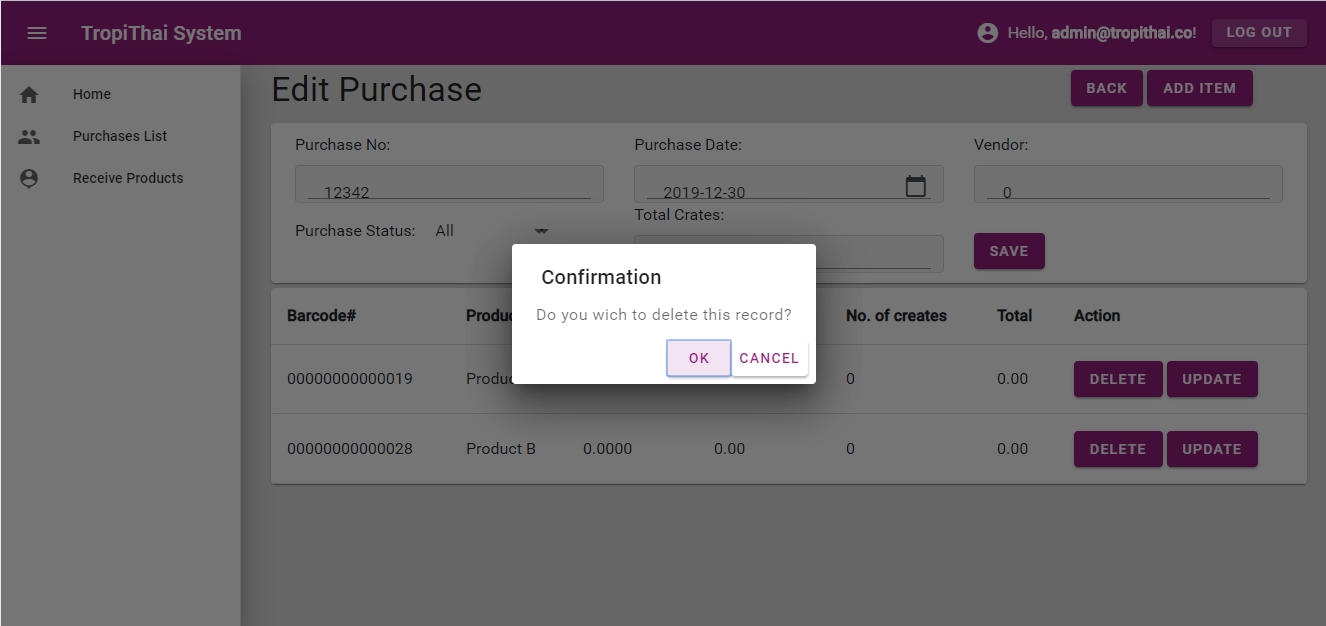 TropiThai System
Hello, admin@tropithai.co!
LOG OUT
Home
Purchases List
Receive Products
Edit Purchase
BACK
ADD ITEM
Purchase No:
Purchase Date:
Vendor:
12342
2019-12-30
0
Purchase Status: All
Total Crates:
SAVE
Confirmation
Do you wich to delete this record?
OK
CANCEL
Barcode# Produc No. of creates Total Action
00000000000019 Produc 0 0.00 DELETE UPDATE
00000000000028 Product B 0.0000 0.00 0 0.00 DELETE UPDATE